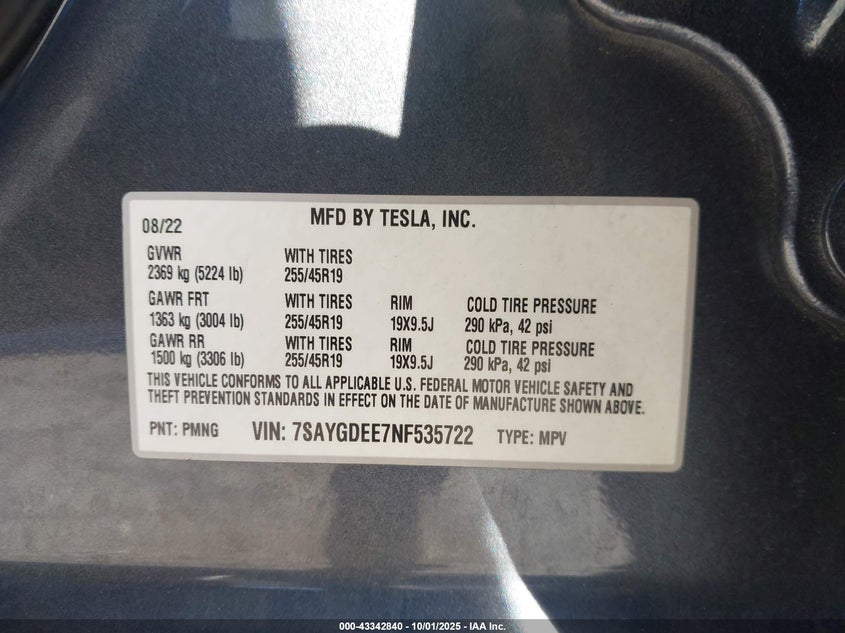 08/22 MFD BY TESLA, INC.
GVWR WITH TIRES
2369 kg (5224 lb) 255/45R19
GAWR FRT WITH TIRES RIM COLD TIRE PRESSURE
1363 kg (3004 lb) 255/45R19 19X9.5J 290 kPa, 42 psi
GAWR RR WITH TIRES RIM COLD TIRE PRESSURE
1500 kg (3306 lb) 255/45R19 19X9.5J 290 kPa, 42 psi
THIS VEHICLE CONFORMS TO ALL APPLICABLE U.S. FEDERAL MOTOR VEHICLE SAFETY AND
THEFT PREVENTION STANDARDS IN EFFECT ON THE DATE OF MANUFACTURE SHOWN ABOVE.
PNT: PMNG VIN: 7SAYGDEE7NF535722 TYPE: MPV
000-43342840 - 10/01/2025 - IAA Inc.